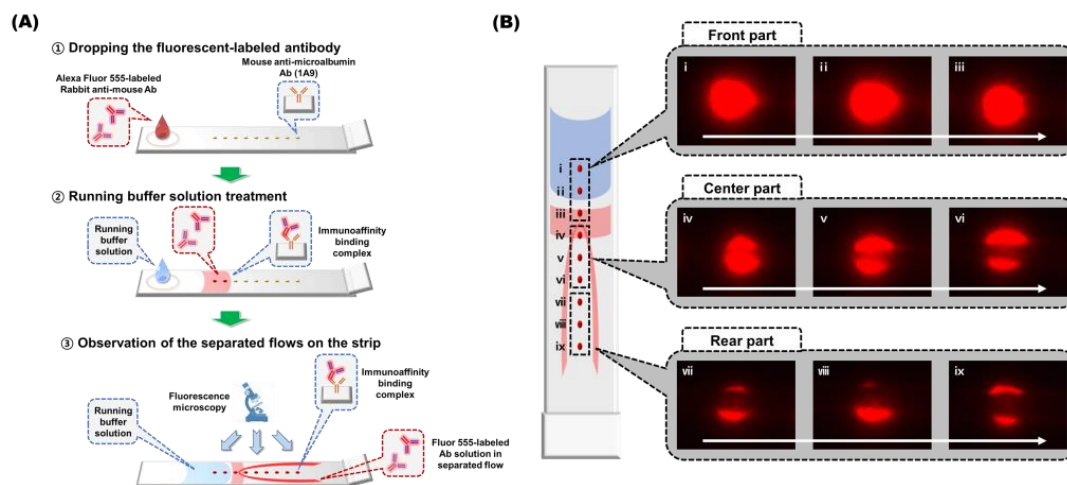 (A)
① Dropping the fluorescent-labeled antibody
Mouse anti-microalbumin
Ab (1A9)
Alexa Fluor 555-labeled
Rabbit anti-mouse Ab
② Running buffer solution treatment
Running
buffer
solution
Immunoaffinity
binding
complex
③ Observation of the separated flows on the strip
Immunoaffinity
binding
complex
Fluorescence
microscopy
Running buffer
solution
Fluor 555-labeled
Ab solution in
separated flow
(B)
Front part
i
ii
iii
i
ii
iii
iv
v
vi
vii
viii
ix
Center part
iv
v
vi
Rear part
vii
viii
ix